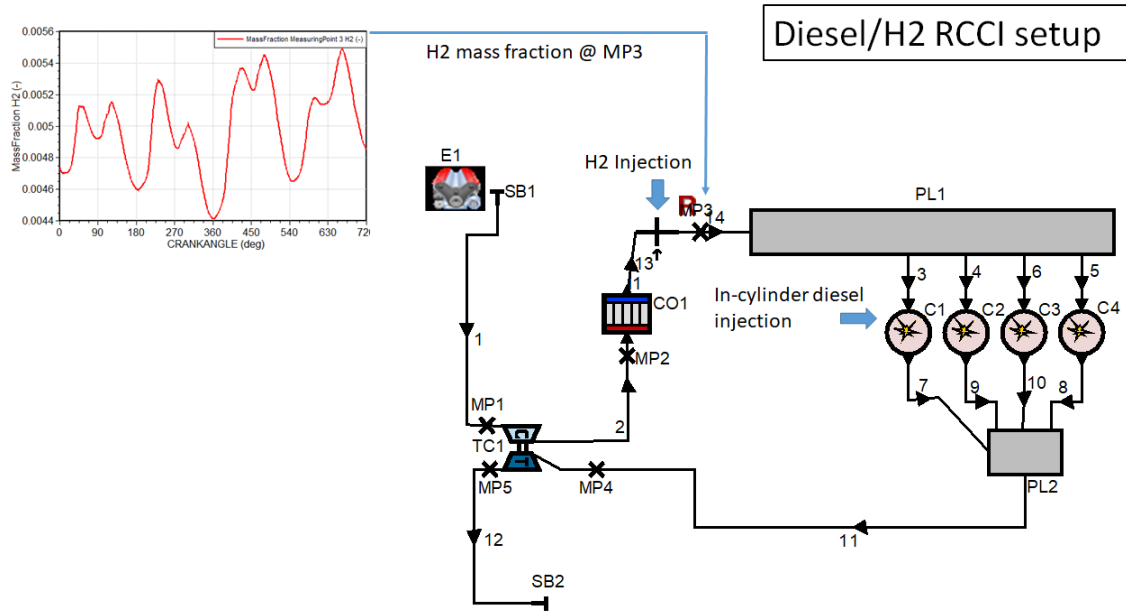 Diesel/H2 RCCI setup
0.0056
0.0054
0.0052
0.005
0.0048
0.0046
0.0044
MassFraction H2 (-)
MassFraction MeasuringPoint 3 H2 (-)
0
90
180
270
360
450
540
630
720
CRANKANGLE (deg)
H2 mass fraction @ MP3
E1
SB1
H2 Injection
R
MP3
14
PL1
13
1
CO1
MP2
3
4
6
5
In-cylinder diesel
injection
C1
C2
C3
C4
1
2
MP1
TC1
C
T
MP5
MP4
7
9
10
8
PL2
11
12
SB2